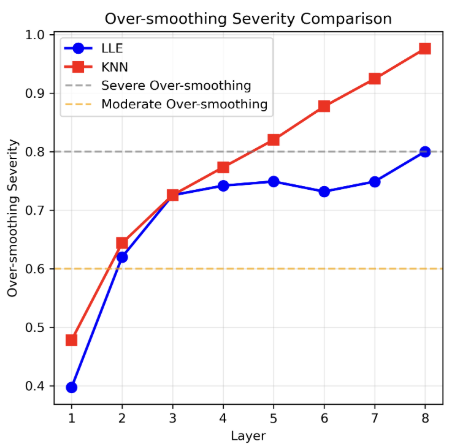 Over-smoothing Severity Comparison
LLE
KNN
Severe Over-smoothing
Moderate Over-smoothing
Over-smoothing Severity
1.0
0.9
0.8
0.7
0.6
0.5
0.4
1 2 3 4 5 6 7 8
Layer